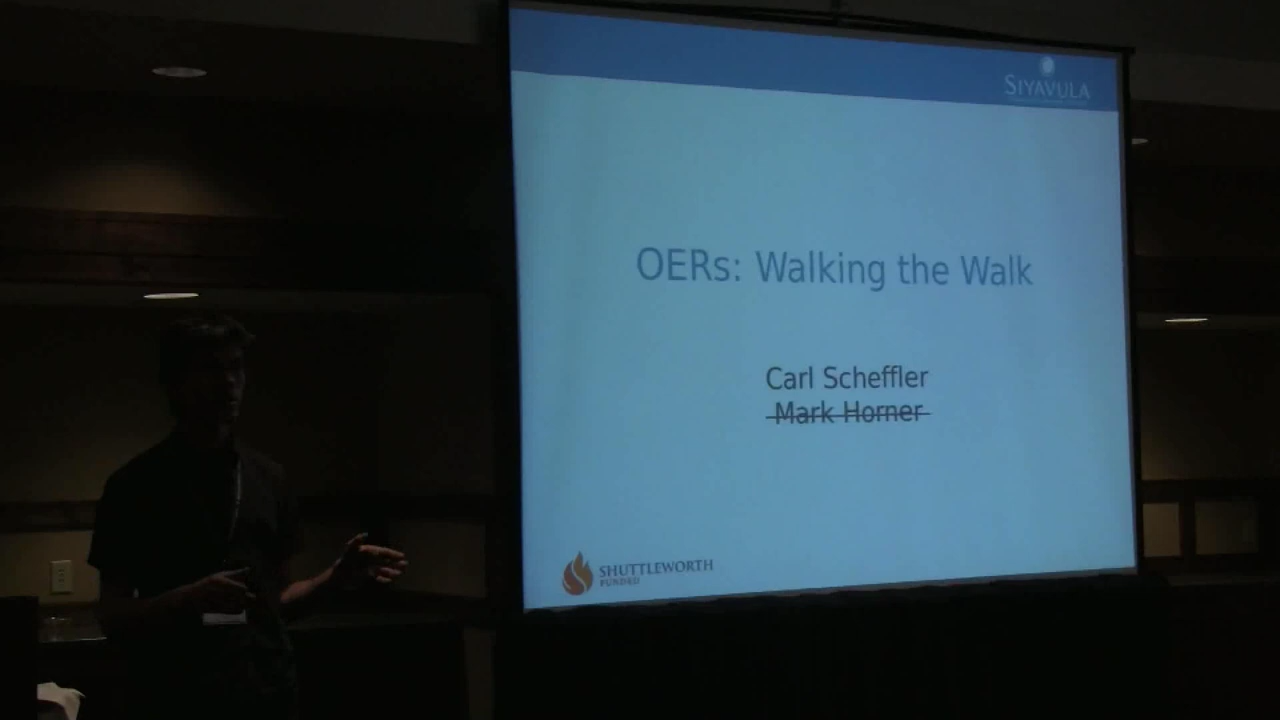 SIYAVULA
OERs: Walking the Walk
Carl Scheffler
Mark Horner
SHUTTLEWORTH
FUNDED